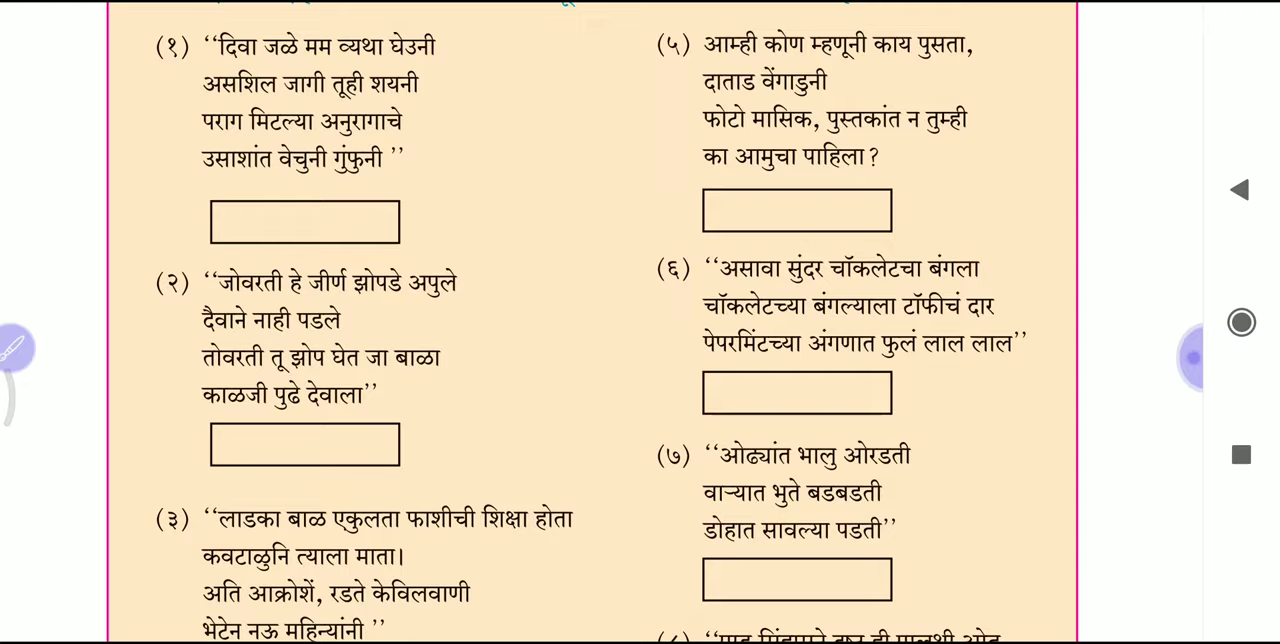 (१) ‘‘दिवा जळे मम व्यथा घेउनी
असशिल जागी तूही शयनी
पराग मिटल्या अनुरागाचे
उसाशांत वेचुनी गुंफुनी ’’
(२) ‘‘जोवरती हे जीर्ण झोपडे अपुले
दैवाने नाही पडले
तोवरती तू झोप घेत जा बाळा
काळजी पुढे देवाला’’
(३) ‘‘लाडका बाळ एकुलता फाशीची शिक्षा होता
कवटाळुनि त्याला माता।
अति आक्रोशें, रडते केविलवाणी
भेटेन नऊ महिन्यांनी ’’
(५) आम्ही कोण म्हणूनी काय पुसता,
दाताड वेंगाडुनी
फोटो मासिक, पुस्तकांत न तुम्ही
का आमुचा पाहिला?
(६) ‘‘असावा सुंदर चॉकलेटचा बंगला
चॉकलेटच्या बंगल्याला टॉफीचं दार
पेपरमिंटच्या अंगणात फुलं लाल लाल’’
(७) ‘‘ओढ्यांत भालु ओरडती
वाऱ्यात भुते बडबडती
डोहात सावल्या पडती’’